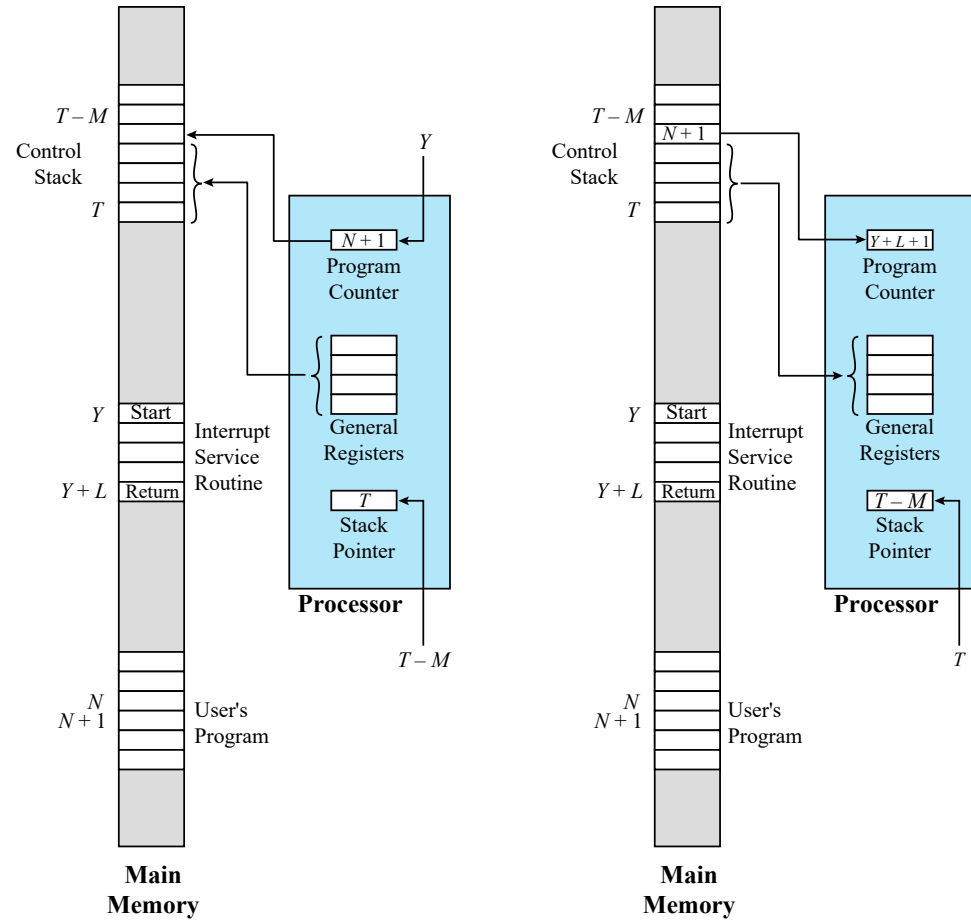 T – M
Control
Stack
T
Y
N + 1
Program
Counter
General
Registers
Y
Start
Interrupt
Service
Routine
Y + L
Return
T
Stack
Pointer
Processor
T – M
N
N + 1
User's
Program
Main
Memory
T – M
N + 1
Control
Stack
T
Y + L + 1
Program
Counter
General
Registers
Y
Start
Interrupt
Service
Routine
Y + L
Return
T – M
Stack
Pointer
Processor
T
N
N + 1
User's
Program
Main
Memory